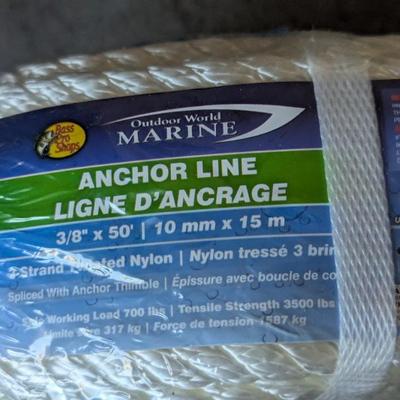 Bass
Pro
Shops
Outdoor World
MARINE
ANCHOR LINE
LIGNE D'ANCRAGE
3/8" x 50' | 10 mm x 15 m
Nylon | Nylon tressé 3 brin
Spliced With Anchor Thimble | Épissure avec boucle de co
Working Load 700 lbs | Tensile Strength 3500 lbs
317 kg | Force de tension 1587 kg